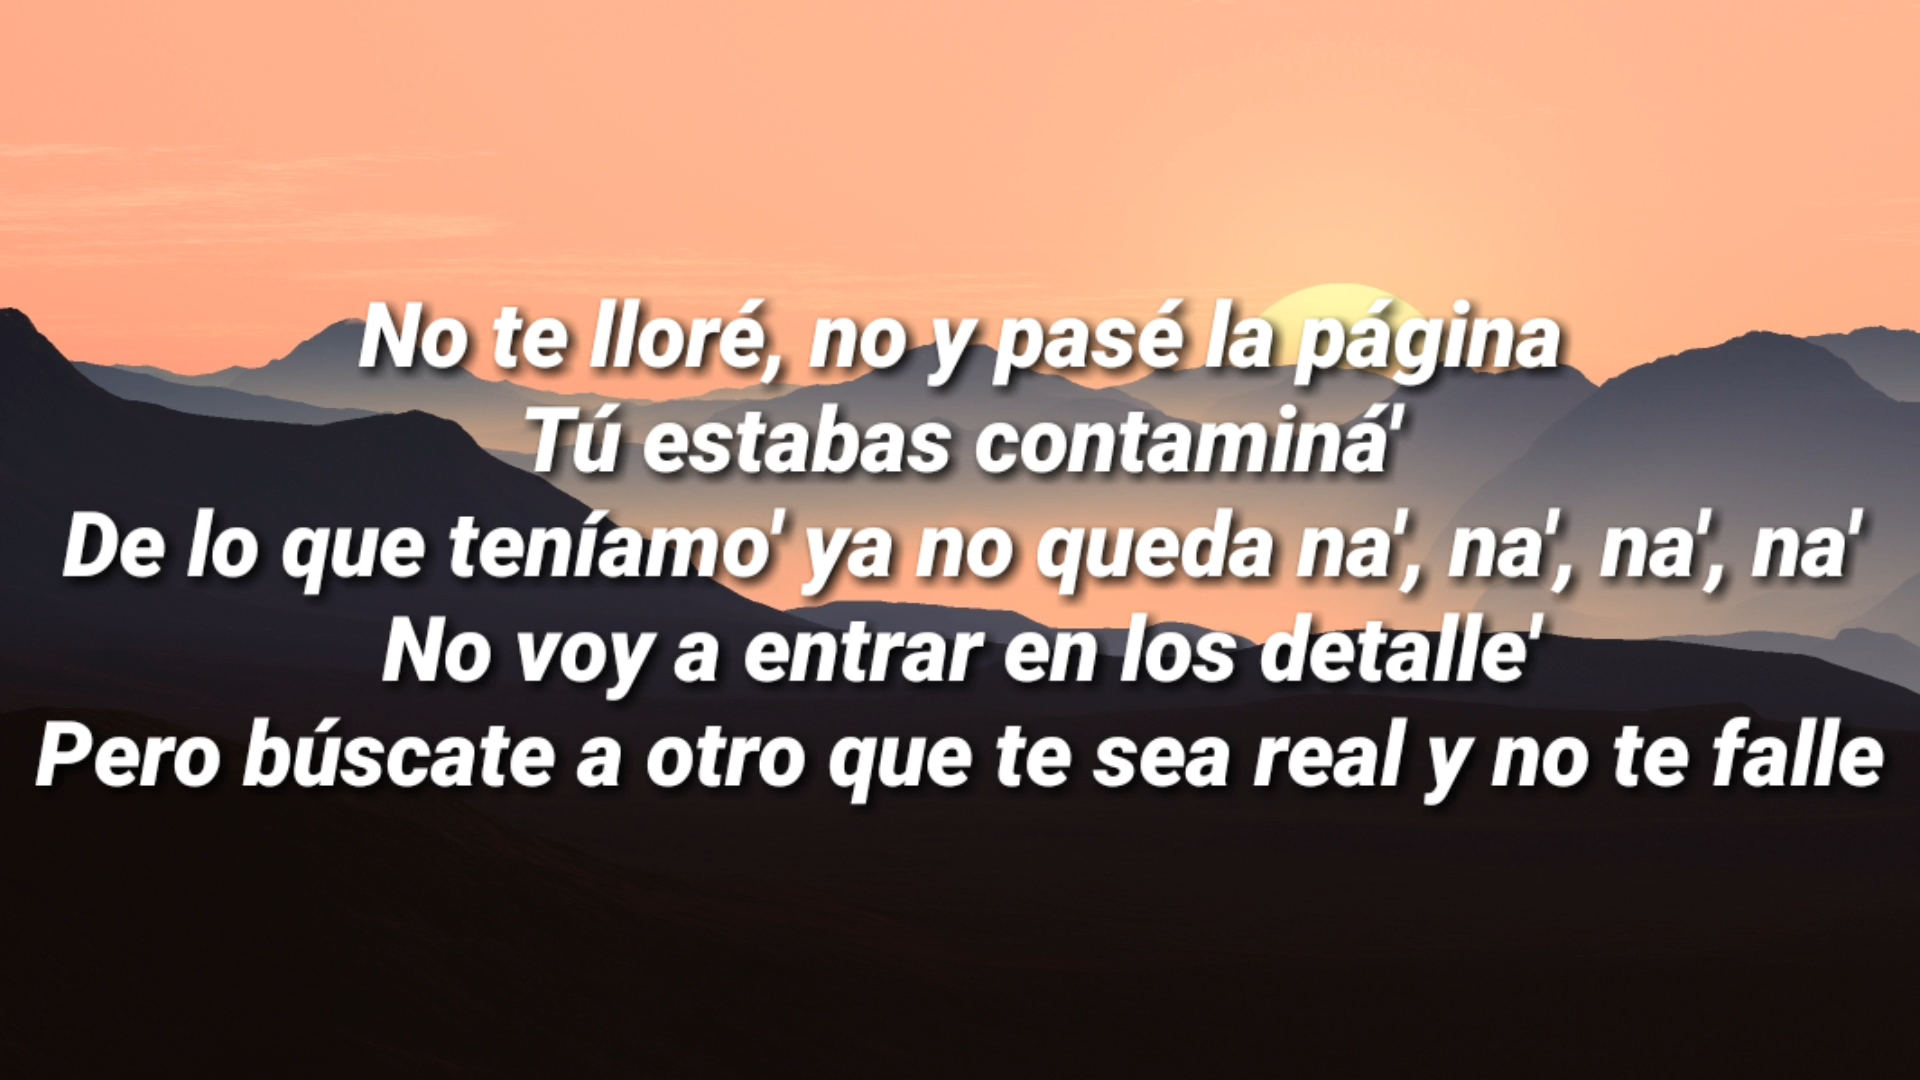 No te lloré, no y pasé la página
Tú estabas contaminá'
De lo que teníamo' ya no queda na', na', na', na'
No voy a entrar en los detalle'
Pero búscate a otro que te sea real y no te falle